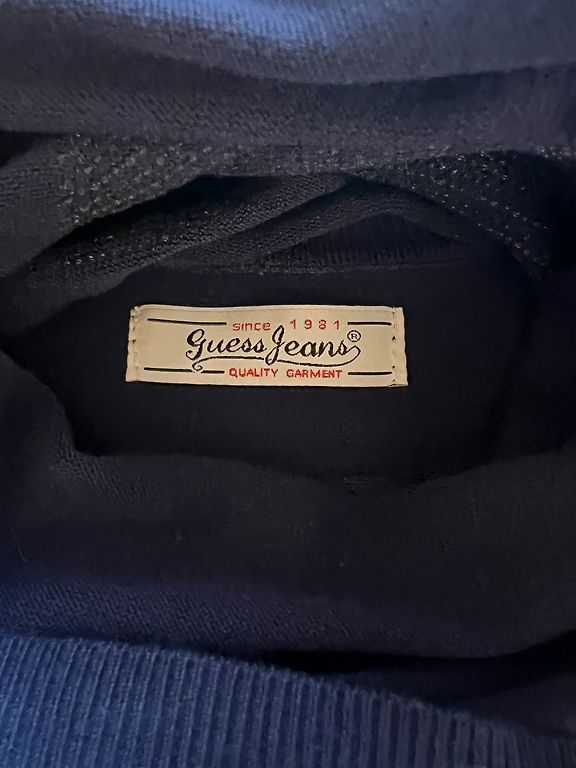 since 1981
Guess Jeans®
QUALITY GARMENT